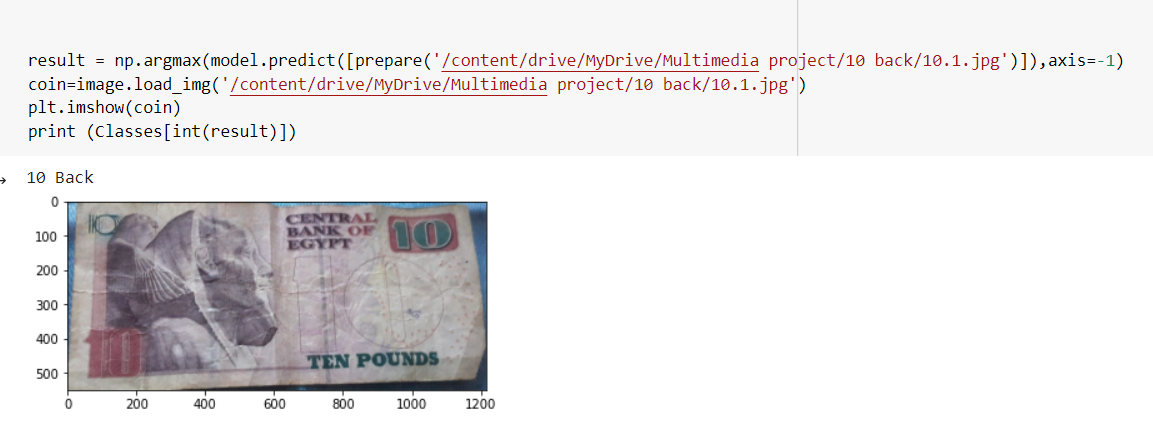 result = np.argmax(model.predict([prepare('/content/drive/MyDrive/Multimedia project/10 back/10.1.jpg')]),axis=-1)
coin=image.load_img('/content/drive/MyDrive/Multimedia project/10 back/10.1.jpg')
plt.imshow(coin)
print (Classes[int(result)])
10 Back
0
100
200
300
400
500
10
CENTRAL
BANK OF
EGYPT
10
10
10
TEN POUNDS
0 200 400 600 800 1000 1200